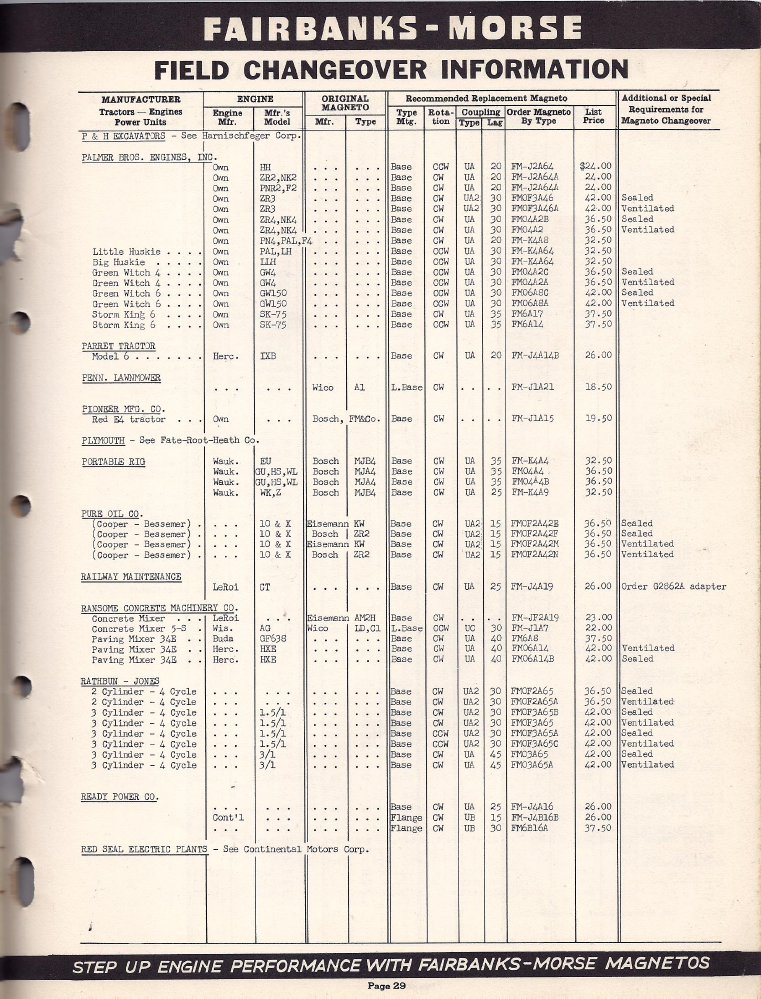 FAIRBANKS-MORSE
FIELD CHANGEOVER INFORMATION
MANUFACTURER Tractors — Engines Power Units | ENGINE Engine Mfr. | Mfr.'s Model | ORIGINAL MAGNETO Mfr. | Type | Recommended Replacement Magneto Type Mtg. | Rota- tion | Coupling Type | Lag | Order Magneto By Type | List Price | Additional or Special Requirements for Magneto Changeover
P & H EXCAVATORS - See Harnischfeger Corp.
PALMER BROS. ENGINES, INC.
Own HH . . . . . . Base CCW UA 20 FM-J2A64 $24.00
Own ZR2,NK2 . . . . . . Base CW UA 20 FM-J2A64A 24.00
Own PNR2,F2 . . . . . . Base CW UA 20 FM-J2A64A 24.00
Own ZR3 . . . . . . Base CW UA2 30 FMOF3A46 42.00 Sealed
Own ZR3 . . . . . . Base CW UA2 30 FMOF3A46A 42.00 Ventilated
Own ZR4,NK4 . . . . . . Base CW UA 30 FMO4A2B 36.50 Sealed
Own ZR4,NK4 . . . . . . Base CW UA 30 FMO4A2 36.50 Ventilated
Own PN4,PAL,F4 . . . . . . Base CW UA 20 FM-K4A8 32.50
Little Huskie . . . . Own PAL,LH . . . . . . Base CCW UA 30 FM-K4A64 32.50
Big Huskie . . . . Own LLH . . . . . . Base CCW UA 30 FM-K4A64 32.50
Green Witch 4 . . . . Own GW4 . . . . . . Base CCW UA 30 FMO4A2C 36.50 Sealed
Green Witch 4 . . . . Own GW4 . . . . . . Base CCW UA 30 FMO4A2A 36.50 Ventilated
Green Witch 6 . . . . Own GW150 . . . . . . Base CCW UA 30 FMO6A8C 42.00 Sealed
Green Witch 6 . . . . Own GW150 . . . . . . Base CCW UA 30 FMO6A8A 42.00 Ventilated
Storm King 6 . . . . Own SK-75 . . . . . . Base CW UA 35 FM6A17 37.50
Storm King 6 . . . . Own SK-75 . . . . . . Base CCW UA 35 FM6A14 37.50
PARRET TRACTOR
Model 6 . . . . . . . Herc. IXB . . . . . . Base CW UA 20 FM-J4A14B 26.00
PENN. LAWNMOWER
. . . . . . Wico A1 L.Base CW . . . . FM-J1A21 18.50
PIONEER MFG. CO.
Red E4 tractor . . . Own . . . Bosch, FM&Co. Base CW . . . . FM-J1A15 19.50
PLYMOUTH - See Fate-Root-Heath Co.
PORTABLE RIG Wauk. EU Bosch MJB4 Base CW UA 35 FM-K4A4 32.50
Wauk. GU,HS,WL Bosch MJA4 Base CW UA 35 FMO4A4 36.50
Wauk. GU,HS,WL Bosch MJA4 Base CW UA 35 FMO4A4B 36.50
Wauk. WK,Z Bosch MJB4 Base CW UA 25 FM-K4A9 32.50
PURE OIL CO.
(Cooper - Bessemer) . . . . 10 & X Eisemann KW Base CW UA2 15 FMOF2A42E 36.50 Sealed
(Cooper - Bessemer) . . . . 10 & X Bosch ZR2 Base CW UA2 15 FMOF2A42F 36.50 Sealed
(Cooper - Bessemer) . . . . 10 & X Eisemann KW Base CW UA2 15 FMOF2A42M 36.50 Ventilated
(Cooper - Bessemer) . . . . 10 & X Bosch ZR2 Base CW UA2 15 FMOF2A42N 36.50 Ventilated
RAILWAY MAINTENANCE
LeRoi CT . . . . . . Base CW UA 25 FM-J4A19 26.00 Order G2862A adapter
RANSOME CONCRETE MACHINERY CO.
Concrete Mixer . . . LeRoi . . . Eisemann AM2H Base CW . . . . FM-JF2A19 23.00
Concrete Mixer 5-S . Wis. AG Wico LD,C1 L.Base CCW UC 30 FM-J1A7 22.00
Paving Mixer 34E . . Buda GF638 . . . . . . Base CW UA 40 FM6A8 37.50
Paving Mixer 34E . . Herc. HXE . . . . . . Base CW UA 40 FMO6A14 42.00 Ventilated
Paving Mixer 34E . . Herc. HXE . . . . . . Base CW UA 40 FMO6A14B 42.00 Sealed
RATHBUN - JONES
2 Cylinder - 4 Cycle . . . . . . . . . . . . Base CW UA2 30 FMOF2A65 36.50 Sealed
2 Cylinder - 4 Cycle . . . . . . . . . . . . Base CW UA2 30 FMOF2A65A 36.50 Ventilated
3 Cylinder - 4 Cycle . . . 1.5/1 . . . . . . Base CW UA2 30 FMOF3A65B 42.00 Sealed
3 Cylinder - 4 Cycle . . . 1.5/1 . . . . . . Base CW UA2 30 FMOF3A65 42.00 Ventilated
3 Cylinder - 4 Cycle . . . 1.5/1 . . . . . . Base CCW UA2 30 FMOF3A65A 42.00 Sealed
3 Cylinder - 4 Cycle . . . 1.5/1 . . . . . . Base CCW UA2 30 FMOF3A65C 42.00 Ventilated
3 Cylinder - 4 Cycle . . . 3/1 . . . . . . Base CW UA 45 FMO3A65 42.00 Sealed
3 Cylinder - 4 Cycle . . . 3/1 . . . . . . Base CW UA 45 FMO3A65A 42.00 Ventilated
READY POWER CO.
. . . . . . . . . . . . Base CW UA 25 FM-J4A16 26.00
Cont'l . . . . . . . . . Flange CW UB 15 FM-J4B16B 26.00
. . . . . . . . . . . . Flange CW UB 30 FM6B16A 37.50
RED SEAL ELECTRIC PLANTS - See Continental Motors Corp.
STEP UP ENGINE PERFORMANCE WITH FAIRBANKS-MORSE MAGNETOS
Page 29